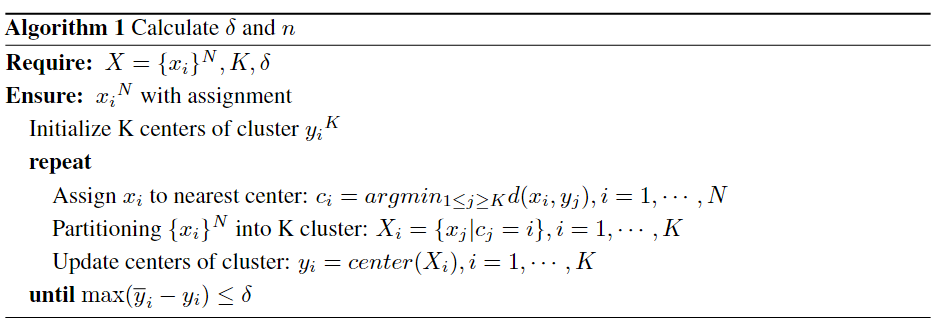 Algorithm 1 Calculate δ and n
Require: X = {x_i}^N, K, δ
Ensure: x_i^N with assignment
Initialize K centers of cluster y_i^K
repeat
Assign x_i to nearest center: c_i = argmin_{1≤j≥K} d(x_i, y_j), i = 1, ⋯ , N
Partitioning {x_i}^N into K cluster: X_i = {x_j|c_j = i}, i = 1, ⋯ , K
Update centers of cluster: y_i = center(X_i), i = 1, ⋯ , K
until max(y̅_i − y_i) ≤ δ